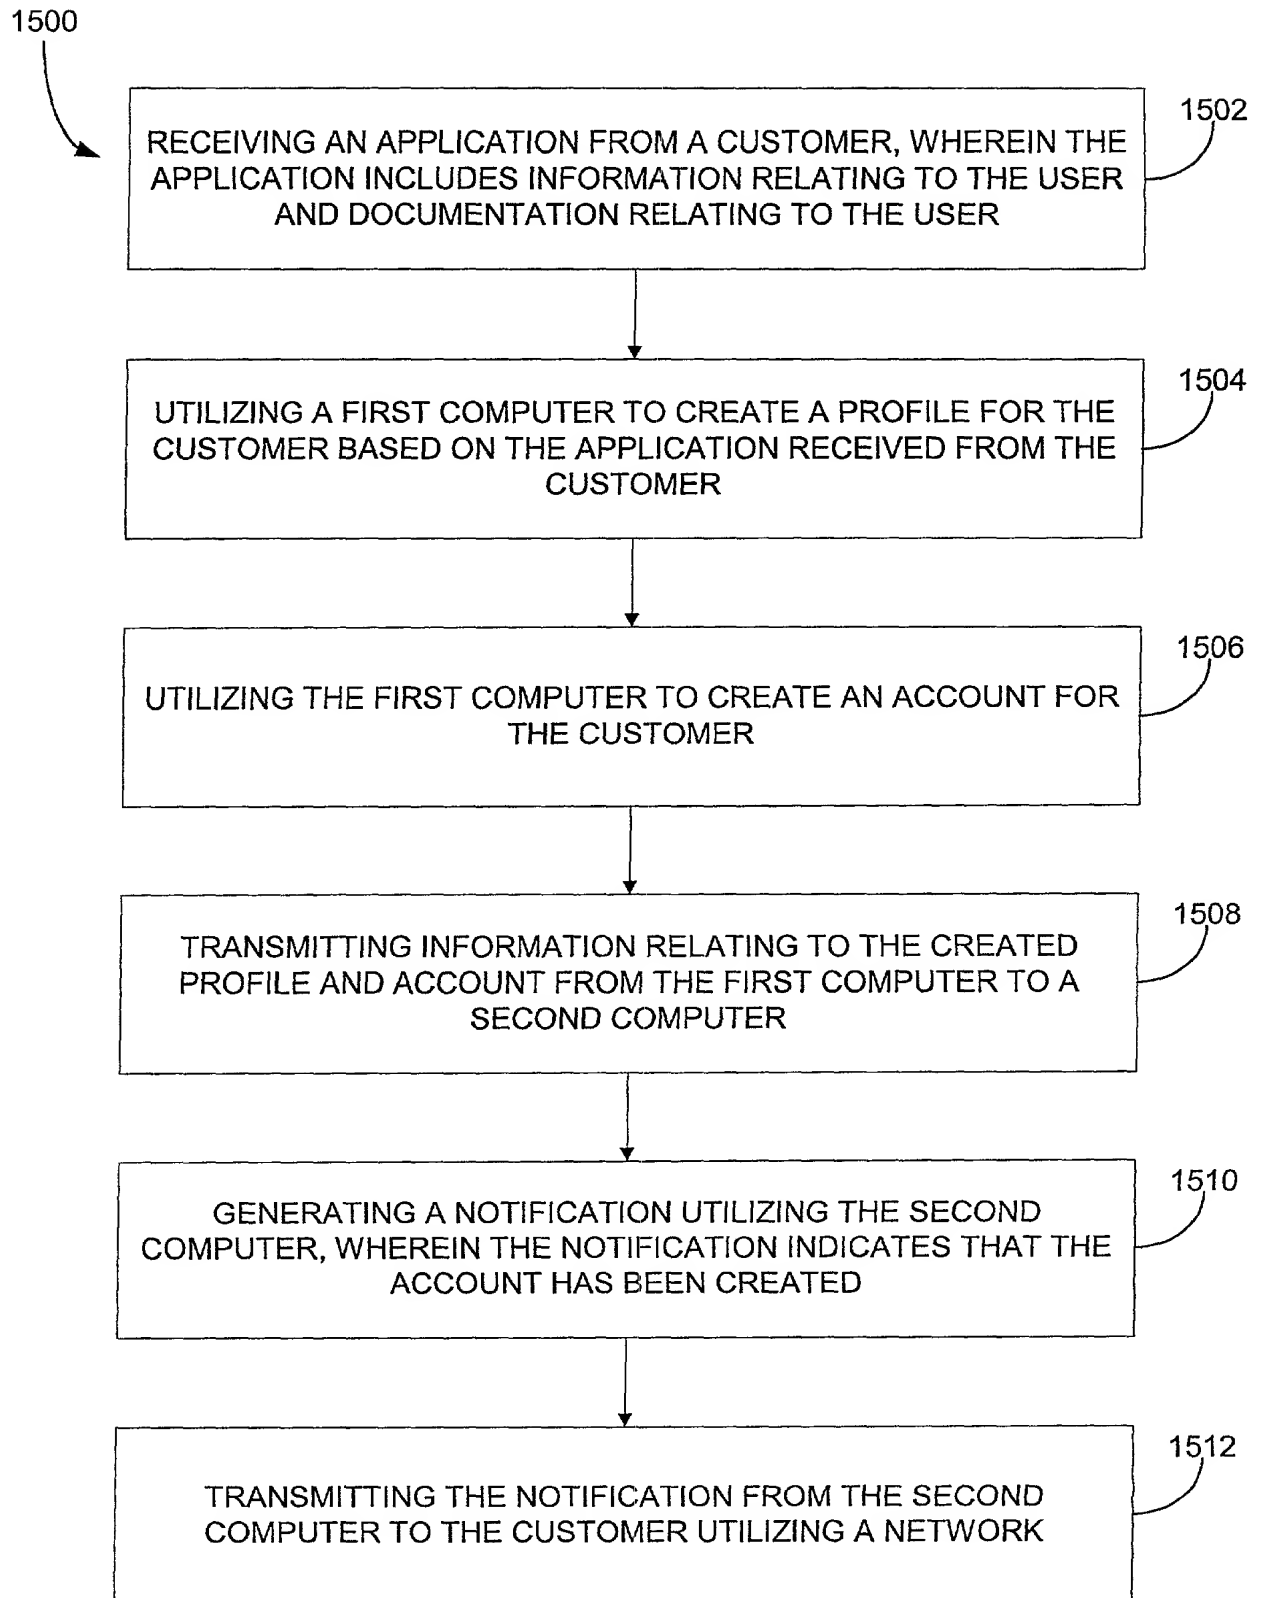 1500
1502
RECEIVING AN APPLICATION FROM A CUSTOMER, WHEREIN THE
APPLICATION INCLUDES INFORMATION RELATING TO THE USER
AND DOCUMENTATION RELATING TO THE USER
1504
UTILIZING A FIRST COMPUTER TO CREATE A PROFILE FOR THE
CUSTOMER BASED ON THE APPLICATION RECEIVED FROM THE
CUSTOMER
1506
UTILIZING THE FIRST COMPUTER TO CREATE AN ACCOUNT FOR
THE CUSTOMER
1508
TRANSMITTING INFORMATION RELATING TO THE CREATED
PROFILE AND ACCOUNT FROM THE FIRST COMPUTER TO A
SECOND COMPUTER
1510
GENERATING A NOTIFICATION UTILIZING THE SECOND
COMPUTER, WHEREIN THE NOTIFICATION INDICATES THAT THE
ACCOUNT HAS BEEN CREATED
1512
TRANSMITTING THE NOTIFICATION FROM THE SECOND
COMPUTER TO THE CUSTOMER UTILIZING A NETWORK